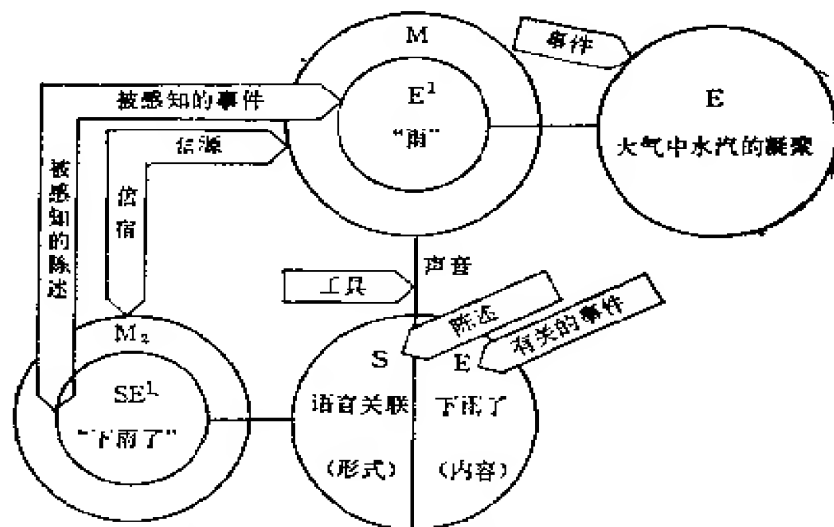 M
事件
E¹
“雨”
E
大气中水汽的凝聚
被感知的事件
信源
被感知的陈述
信宿
声音
工具
陈述
有关的事件
M₂
SE¹
“下雨了”
S
E
语言关联
下雨了
（形式）
（内容）